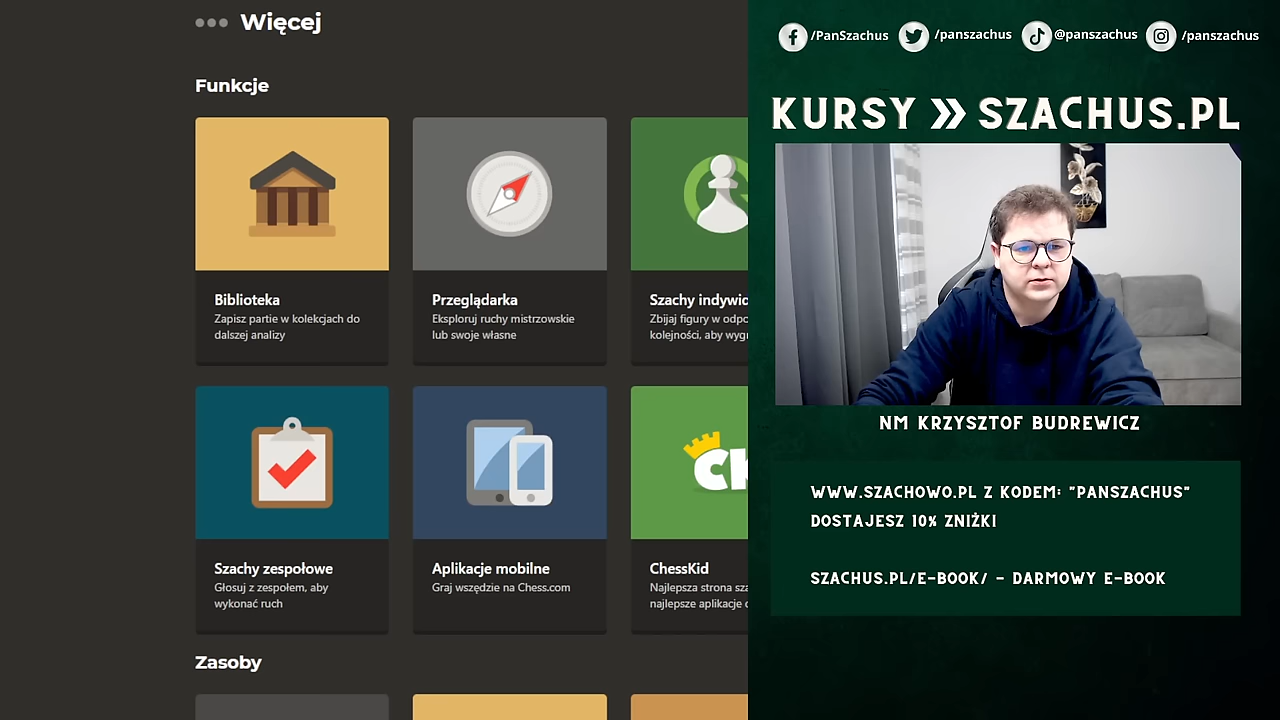 Więcej
Funkcje
Biblioteka
Zapisz partie w kolekcjach do
dalszej analizy
Przeglądarka
Eksploruj ruchy mistrzowskie
lub swoje własne
Szachy indywid
Zbijaj figury w odpo
kolejności, aby wyg
Szachy zespołowe
Głosuj z zespołem, aby
wykonać ruch
Aplikacje mobilne
Graj wszędzie na Chess.com
CK
ChessKid
Najlepsza strona sza
najlepsze aplikacje
Zasoby
/PanSzachus
/panszachus
@panszachus
/panszachus
KURSY » SZACHUS.PL
NM KRZYSZTOF BUDREWICZ
WWW.SZACHOWO.PL Z KODEM: "PANSZACHUS"
DOSTAJESZ 10% ZNIŻKI
SZACHUS.PL/E-BOOK/ - DARMOWY E-BOOK